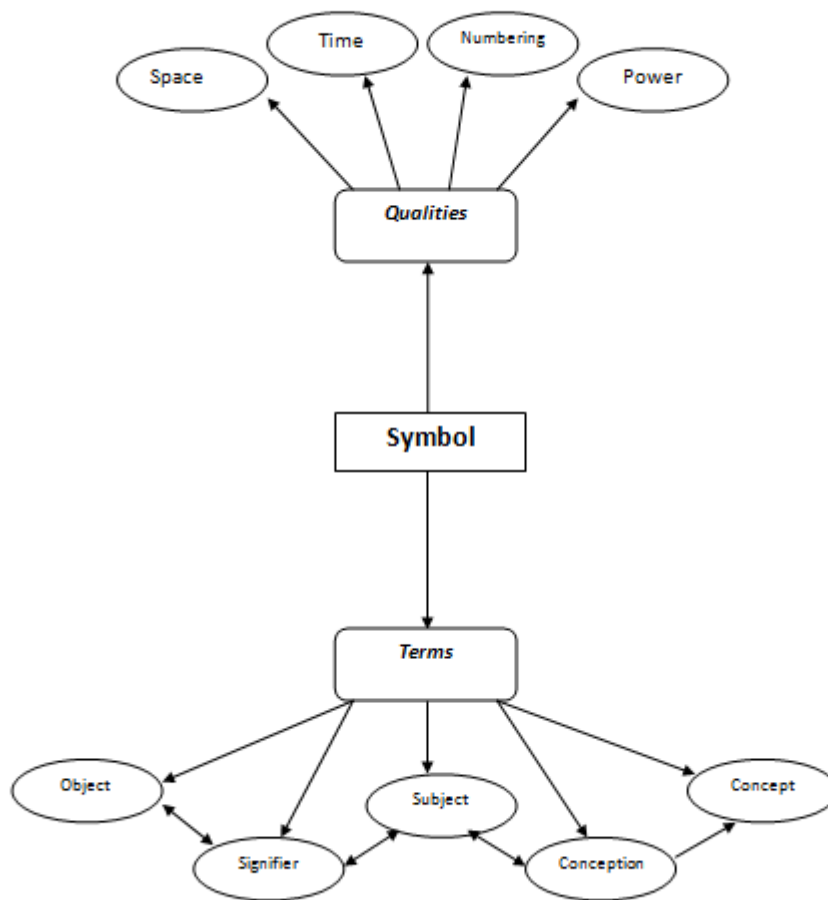 Space
Time
Numbering
Power
Qualities
Symbol
Terms
Object
Subject
Concept
Signifier
Conception